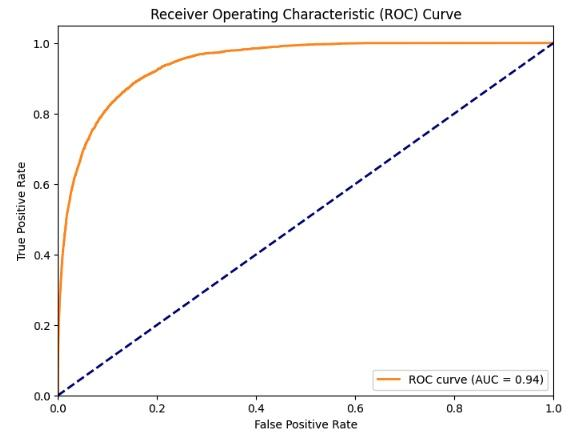 Receiver Operating Characteristic (ROC) Curve
1.0
0.8
0.6
0.4
0.2
0.0
True Positive Rate
0.0 0.2 0.4 0.6 0.8 1.0
False Positive Rate
ROC curve (AUC = 0.94)